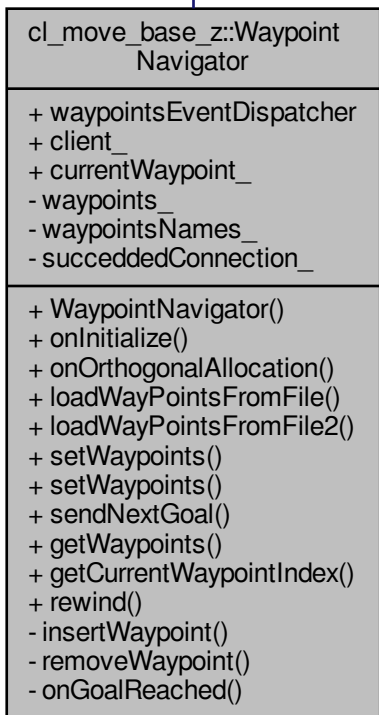 cl_move_base_z::Waypoint
Navigator
+ waypointsEventDispatcher
+ client_
+ currentWaypoint_
- waypoints_
- waypointsNames_
- succeddedConnection_
+ WaypointNavigator()
+ onInitialize()
+ onOrthogonalAllocation()
+ loadWayPointsFromFile()
+ loadWayPointsFromFile2()
+ setWaypoints()
+ setWaypoints()
+ sendNextGoal()
+ getWaypoints()
+ getCurrentWaypointIndex()
+ rewind()
- insertWaypoint()
- removeWaypoint()
- onGoalReached()